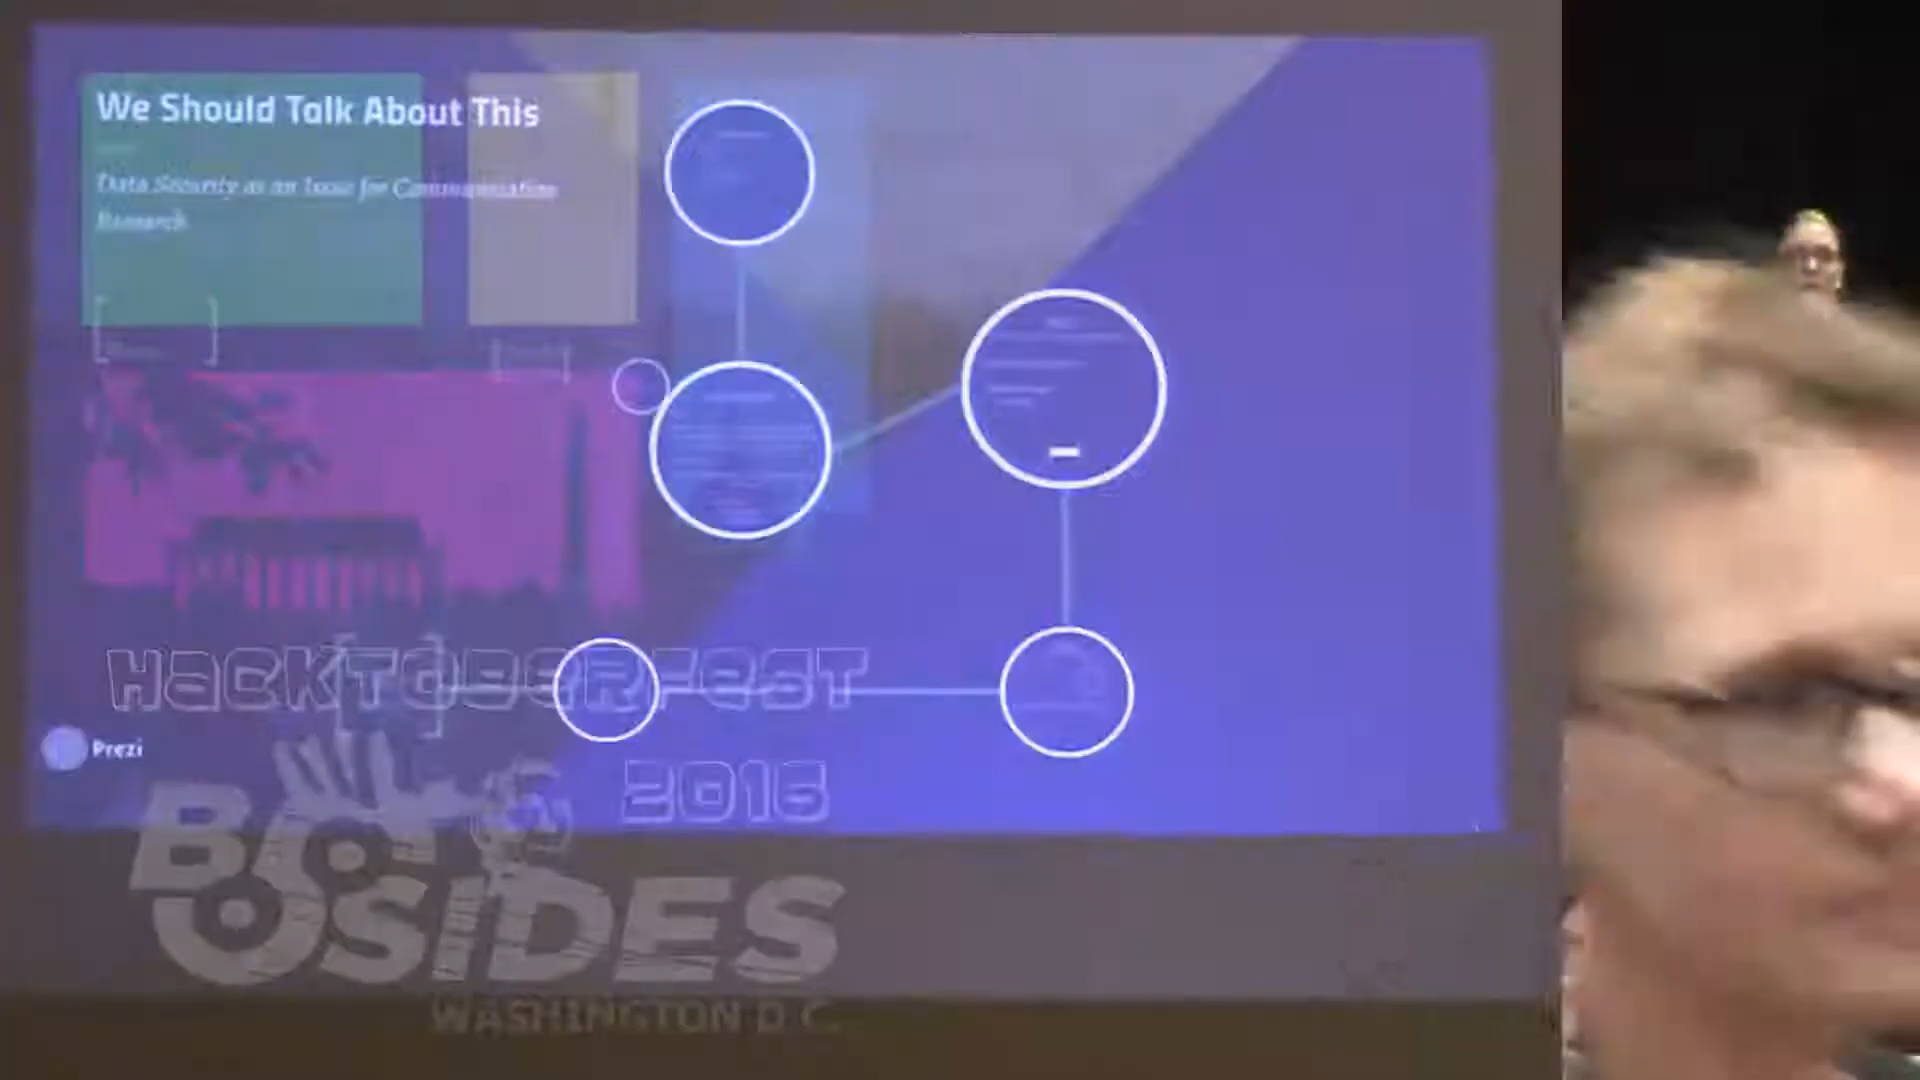 We Should Talk About This
Data Security as an Issue for Communication
Research
HaCKTOBERFEST
Prezi
2016
BSIDES
WASHINGTON D.C.